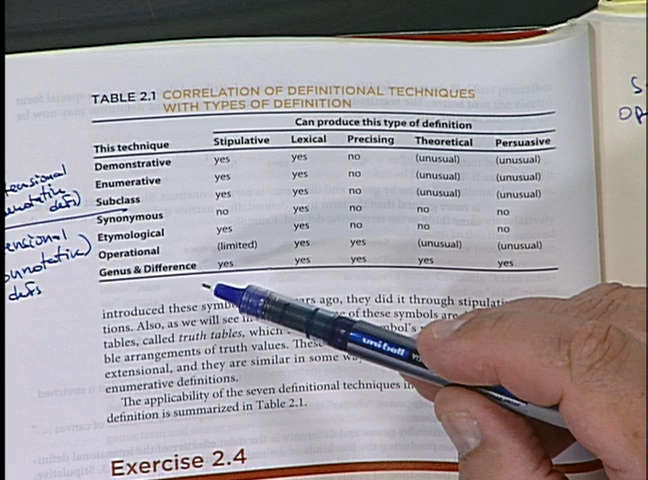 TABLE 2.1 CORRELATION OF DEFINITIONAL TECHNIQUES
WITH TYPES OF DEFINITION
Can produce this type of definition
This technique Stipulative Lexical Precising Theoretical Persuasive
Demonstrative yes yes no (unusual) (unusual)
Enumerative yes yes no (unusual) (unusual)
Subclass yes yes no (unusual) (unusual)
Synonymous no yes no no no
Etymological yes yes no no no
Operational (limited) yes yes (unusual) (unusual)
Genus & Difference yes yes yes yes yes
introduced these ago, they did it through
tions. Also, as we will see of these symbols are
tables, called truth tables, which
ble arrangements of truth values. These
extensional, and they are similar in some
enumerative definitions.
The applicability of the seven definitional techniques
definition is summarized in Table 2.1.
Exercise 2.4
defs)
defs
uni-ball